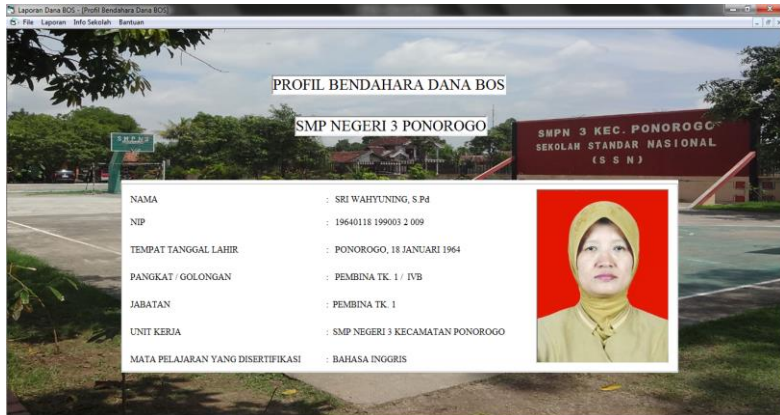 Laporan Dana BOS - [Profil Bendahara Dana BOS]
File Laporan Info Sekolah Bantuan
PROFIL BENDAHARA DANA BOS
SMP NEGERI 3 PONOROGO
SMPN 3 KEC. PONOROGO
SEKOLAH STANDAR NASIONAL
(SSN)
NAMA : SRI WAHYUNING, S.Pd
NIP : 19640118 199003 2 009
TEMPAT TANGGAL LAHIR : PONOROGO, 18 JANUARI 1964
PANGKAT / GOLONGAN : PEMBINA TK. 1 / IVB
JABATAN : PEMBINA TK. 1
UNIT KERJA : SMP NEGERI 3 KECAMATAN PONOROGO
MATA PELAJARAN YANG DISERTIFIKASI : BAHASA INGGRIS